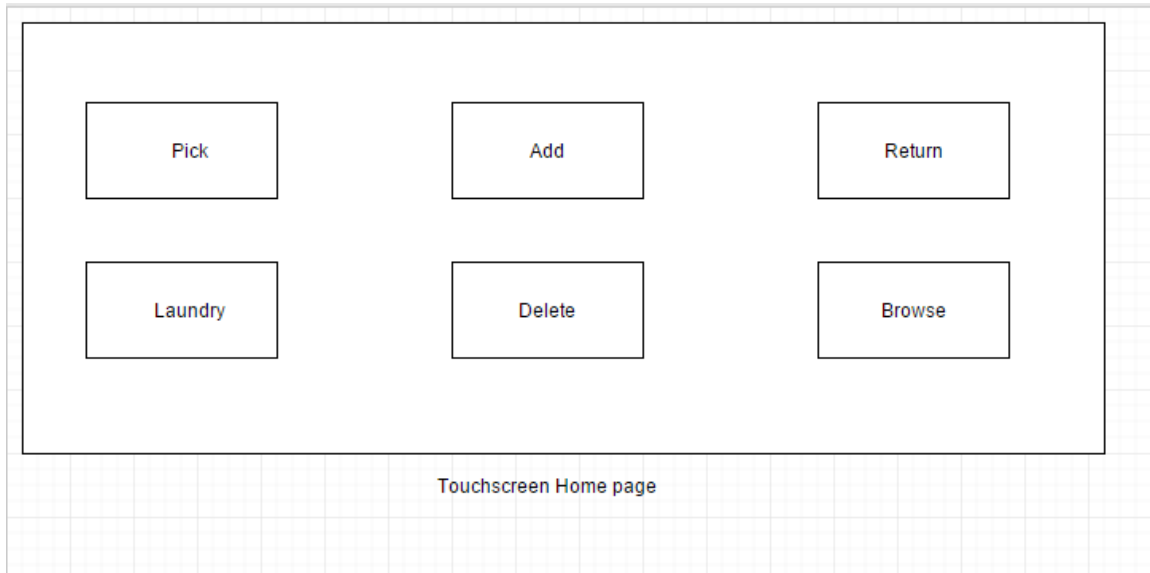 Pick
Add
Return
Laundry
Delete
Browse
Touchscreen Home page